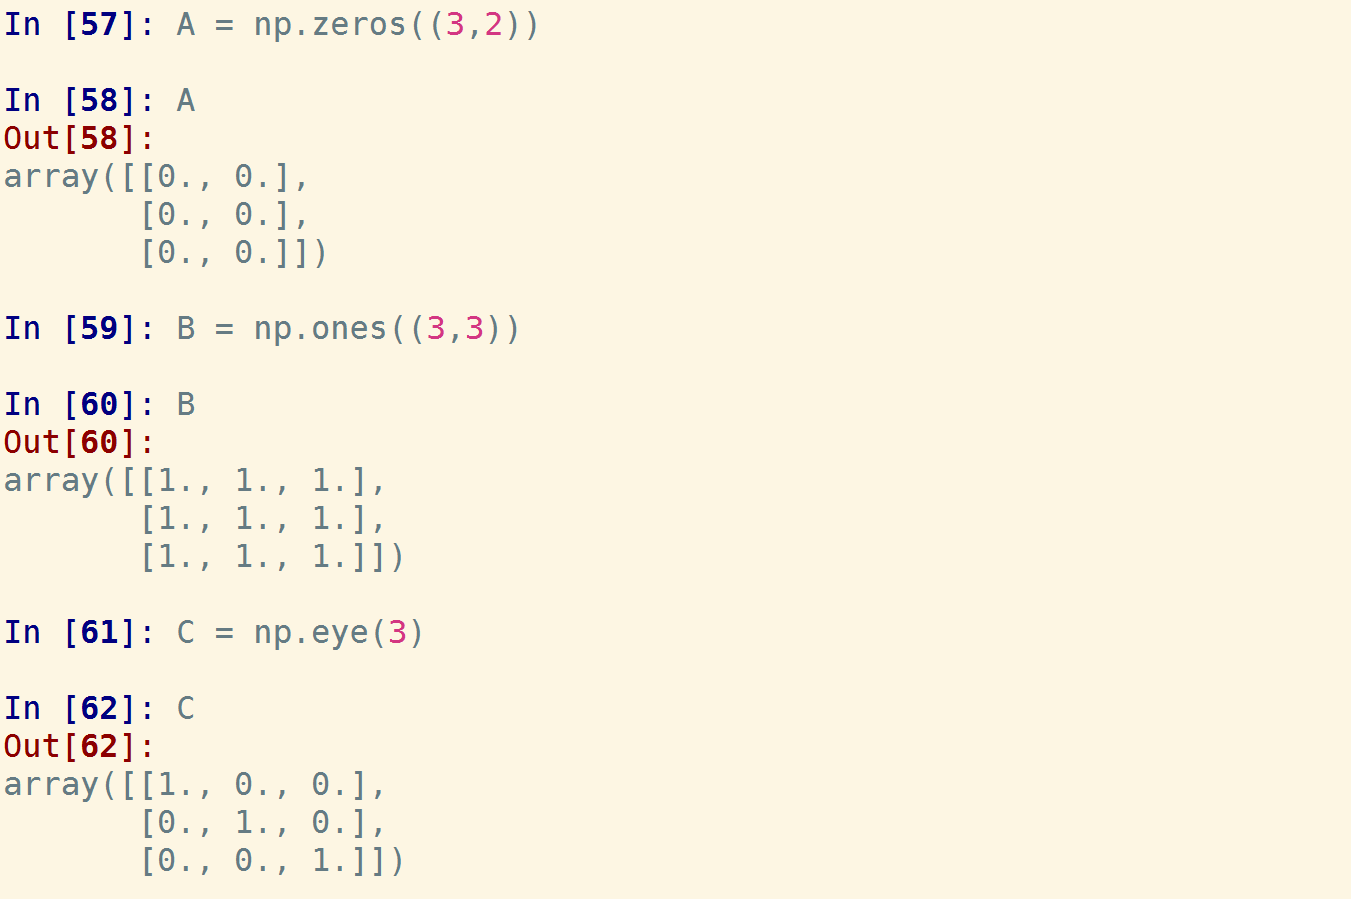 In [57]: A = np.zeros((3,2))

In [58]: A
Out[58]:
array([[0., 0.],
       [0., 0.],
       [0., 0.]])

In [59]: B = np.ones((3,3))

In [60]: B
Out[60]:
array([[1., 1., 1.],
       [1., 1., 1.],
       [1., 1., 1.]])

In [61]: C = np.eye(3)

In [62]: C
Out[62]:
array([[1., 0., 0.],
       [0., 1., 0.],
       [0., 0., 1.]])